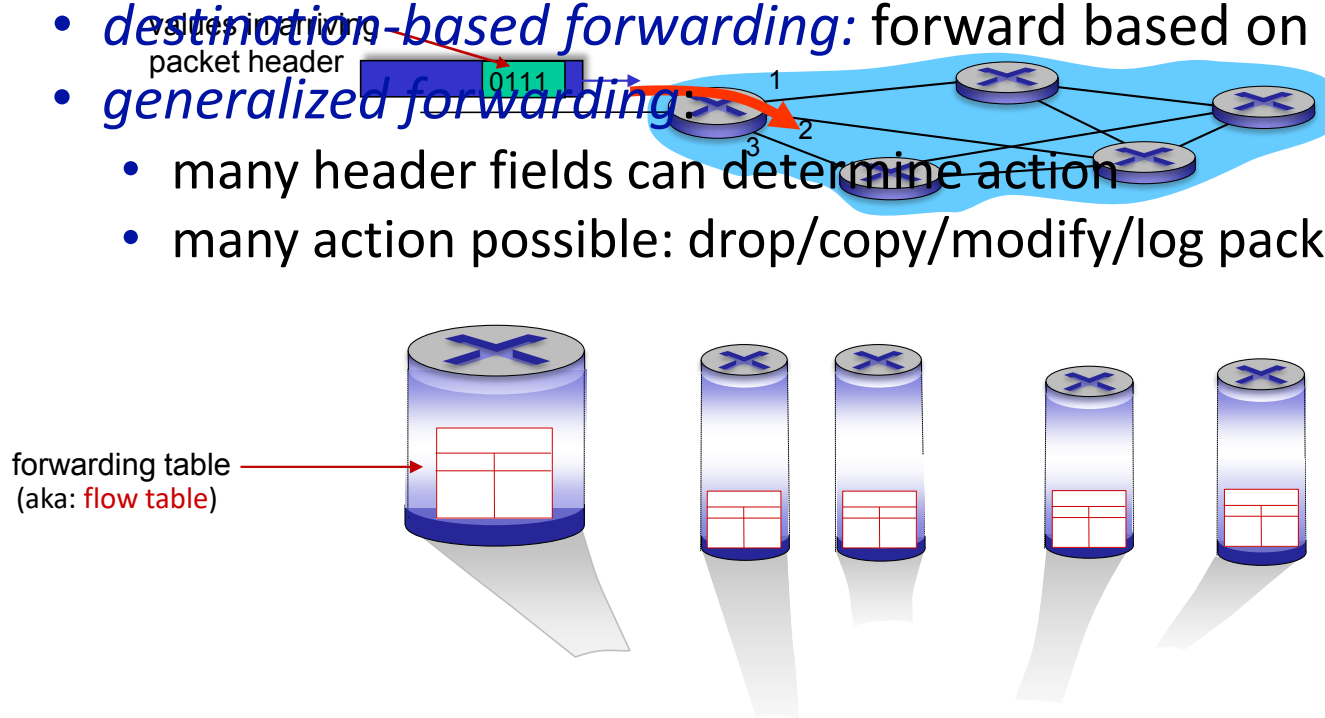 • destination-based forwarding: forward based on
values in arriving
packet header
0111
• generalized forwarding:
1
2
3
• many header fields can determine action
• many action possible: drop/copy/modify/log pack
forwarding table
(aka: flow table)